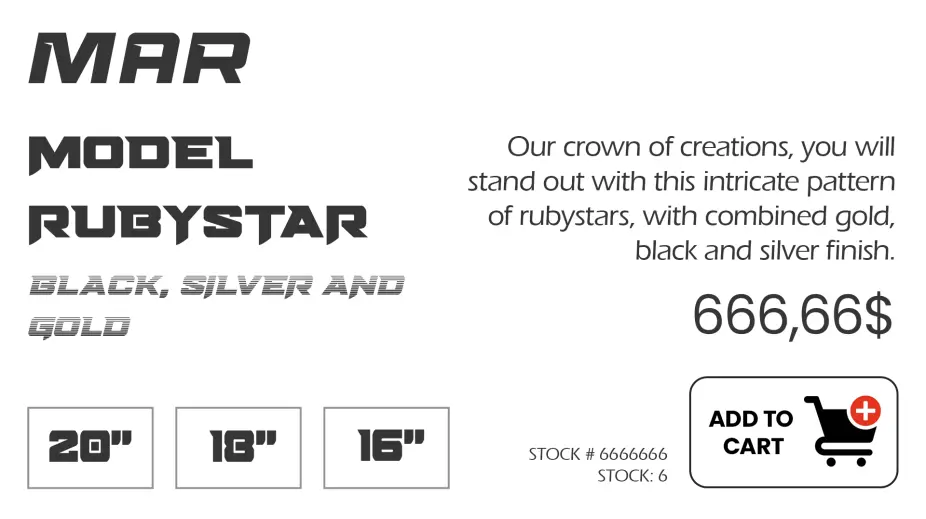 MAR
MODEL
RUBYSTAR
BLACK, SILVER AND
GOLD
20"
18"
16"
Our crown of creations, you will
stand out with this intricate pattern
of rubystars, with combined gold,
black and silver finish.
666,66$
STOCK # 6666666
STOCK: 6
ADD TO
CART